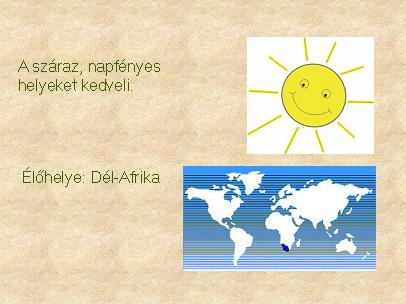 A száraz, napfényes
helyeket kedveli.
Élőhelye: Dél-Afrika